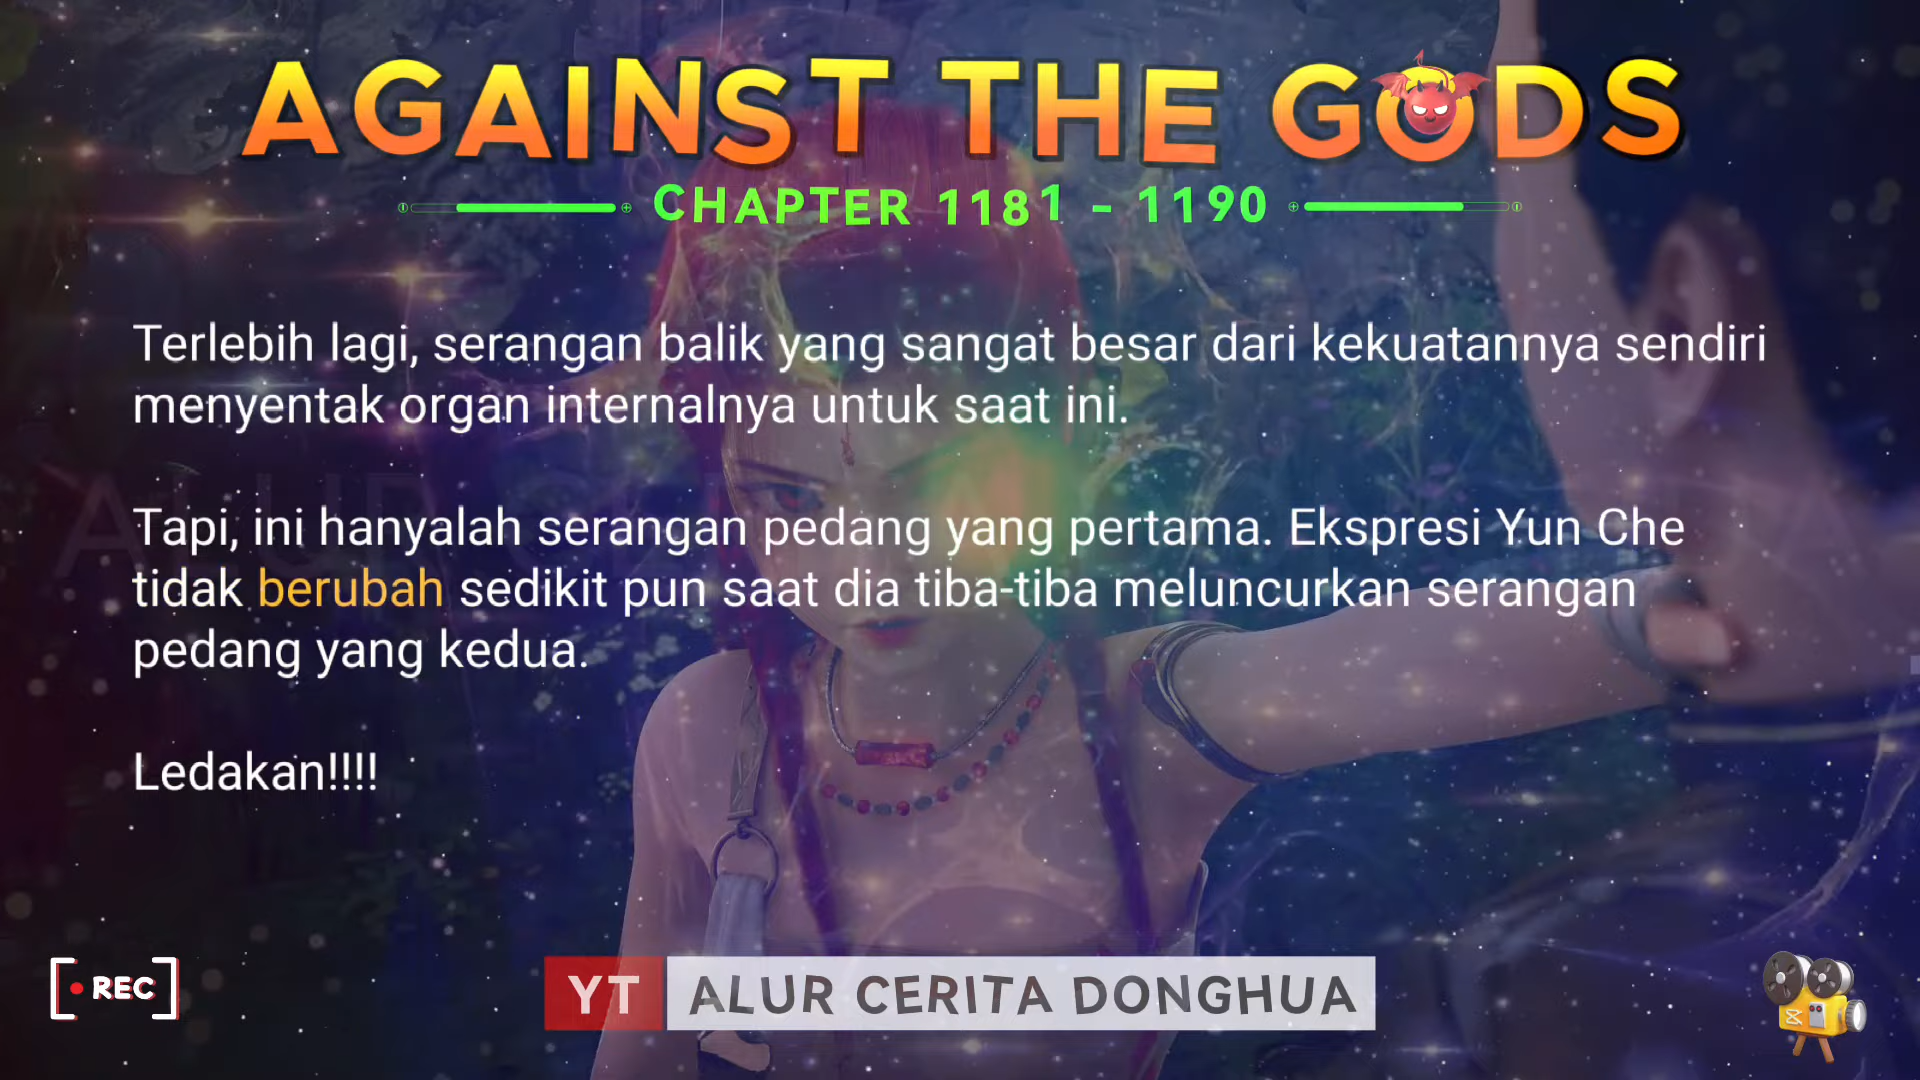 AGAINST THE GODS
CHAPTER 1181 - 1190
Terlebih lagi, serangan balik yang sangat besar dari kekuatannya sendiri
menyentak organ internalnya untuk saat ini.
Tapi, ini hanyalah serangan pedang yang pertama. Ekspresi Yun Che
tidak berubah sedikit pun saat dia tiba-tiba meluncurkan serangan
pedang yang kedua.
Ledakan!!!!
REC
YT ALUR CERITA DONGHUA